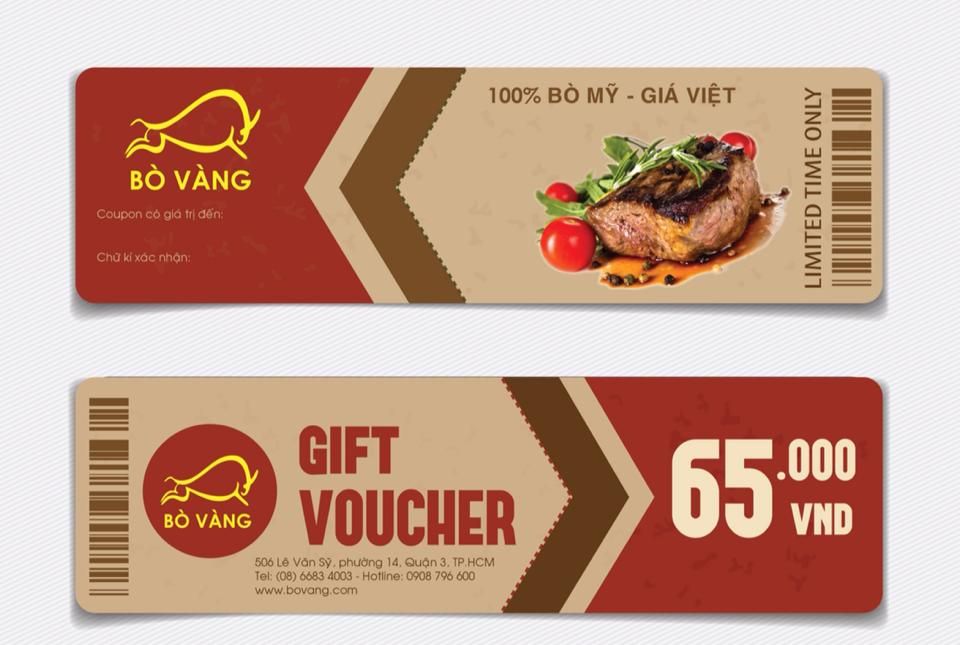 BÒ VÀNG
Coupon có giá trị đến:
Chữ kí xác nhận:
100% BÒ MỸ - GIÁ VIỆT
LIMITED TIME ONLY
BÒ VÀNG
GIFT
VOUCHER
506 Lê Văn Sỹ, phường 14, Quận 3, TP.HCM
Tel: (08) 6683 4003 - Hotline: 0908 796 600
www.bovang.com
65.000
VND